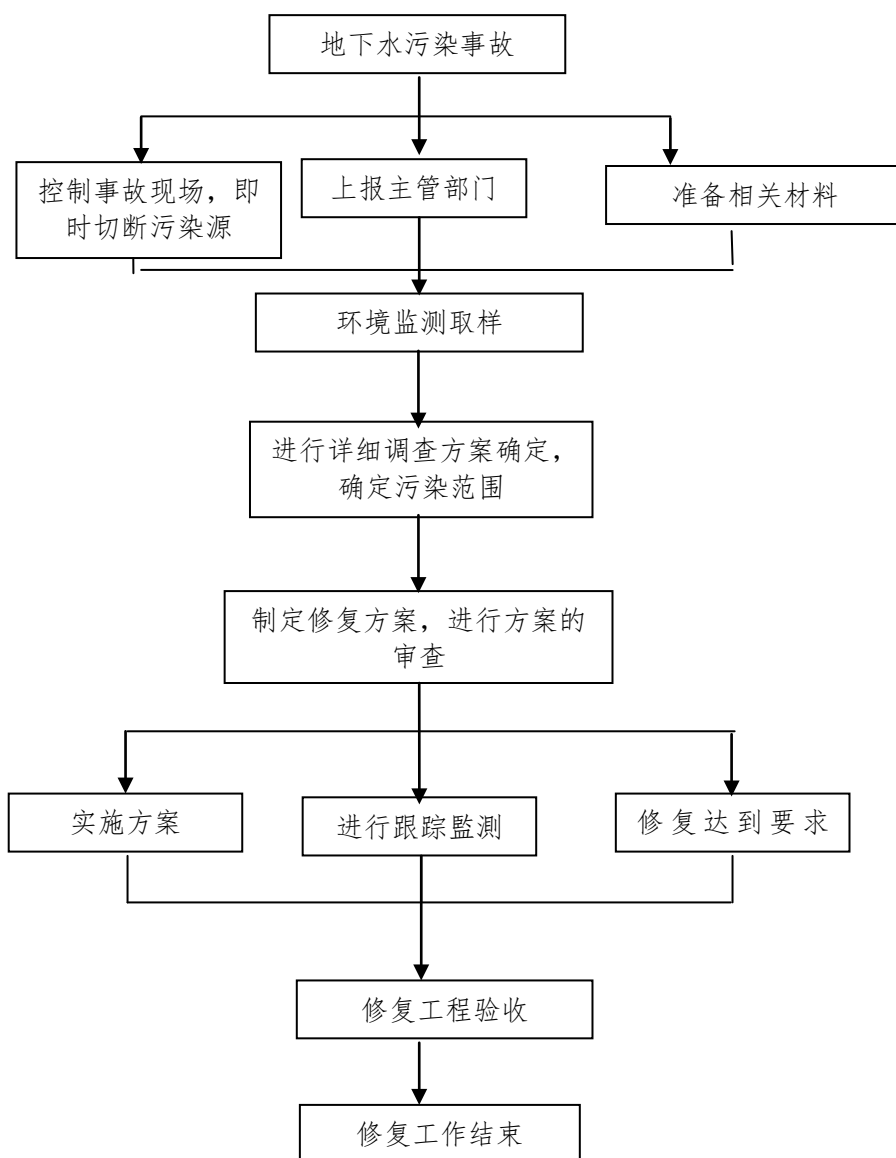 地下水污染事故
控制事故现场，即
时切断污染源
上报主管部门
准备相关材料
环境监测取样
进行详细调查方案确定，
确定污染范围
制定修复方案，进行方案的
审查
实施方案
进行跟踪監測
修复达到要求
修复工程验收
修复工作结束